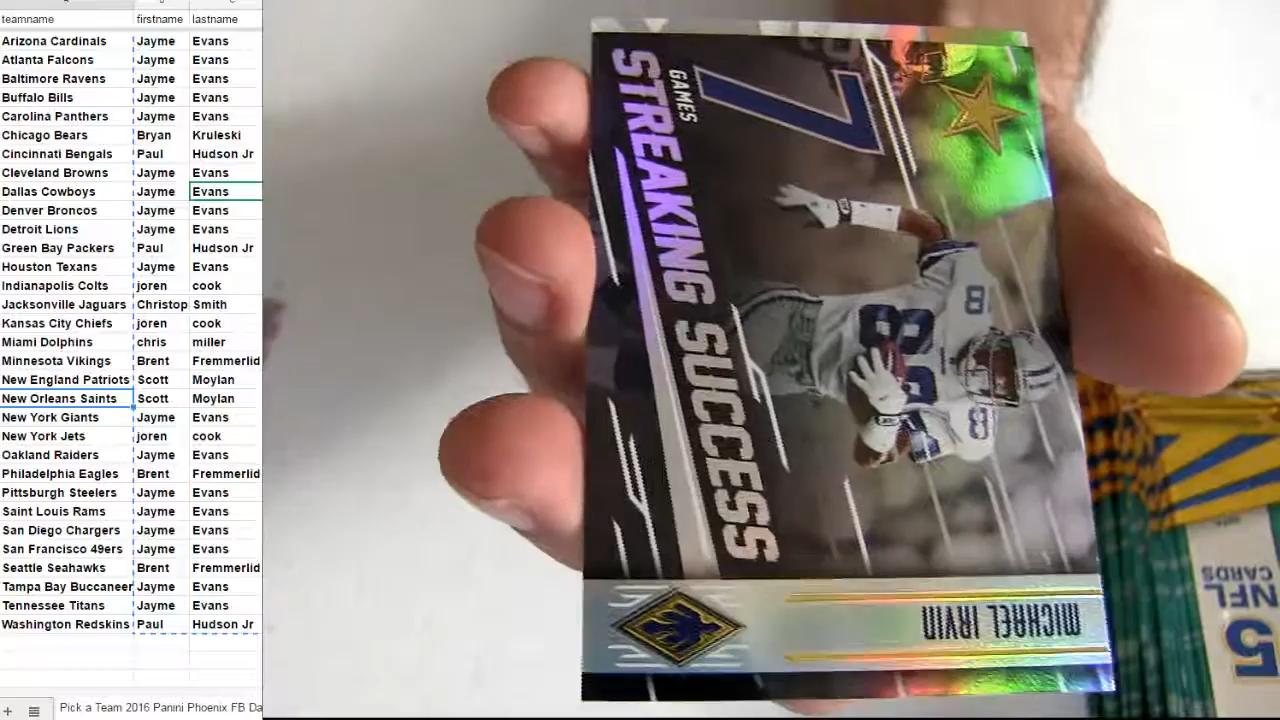 teamname firstname lastname
Arizona Cardinals Jayme Evans
Atlanta Falcons Jayme Evans
Baltimore Ravens Jayme Evans
Buffalo Bills Jayme Evans
Carolina Panthers Jayme Evans
Chicago Bears Bryan Kruleski
Cincinnati Bengals Paul Hudson Jr
Cleveland Browns Jayme Evans
Dallas Cowboys Jayme Evans
Denver Broncos Jayme Evans
Detroit Lions Jayme Evans
Green Bay Packers Paul Hudson Jr
Houston Texans Jayme Evans
Indianapolis Colts joren cook
Jacksonville Jaguars Christop Smith
Kansas City Chiefs joren cook
Miami Dolphins chris miller
Minnesota Vikings Brent Fremmerlid
New England Patriots Scott Moylan
New Orleans Saints Scott Moylan
New York Giants Jayme Evans
New York Jets joren cook
Oakland Raiders Jayme Evans
Philadelphia Eagles Brent Fremmerlid
Pittsburgh Steelers Jayme Evans
Saint Louis Rams Jayme Evans
San Diego Chargers Jayme Evans
San Francisco 49ers Jayme Evans
Seattle Seahawks Brent Fremmerlid
Tampa Bay Buccaneer Jayme Evans
Tennessee Titans Jayme Evans
Washington Redskins Paul Hudson Jr
Pick a Team 2016 Panini Phoenix FB Da
7
GAMES
STREAKING SUCCESS
88
8
8
MICHAEL IRVIN
5
NFL
CARDS